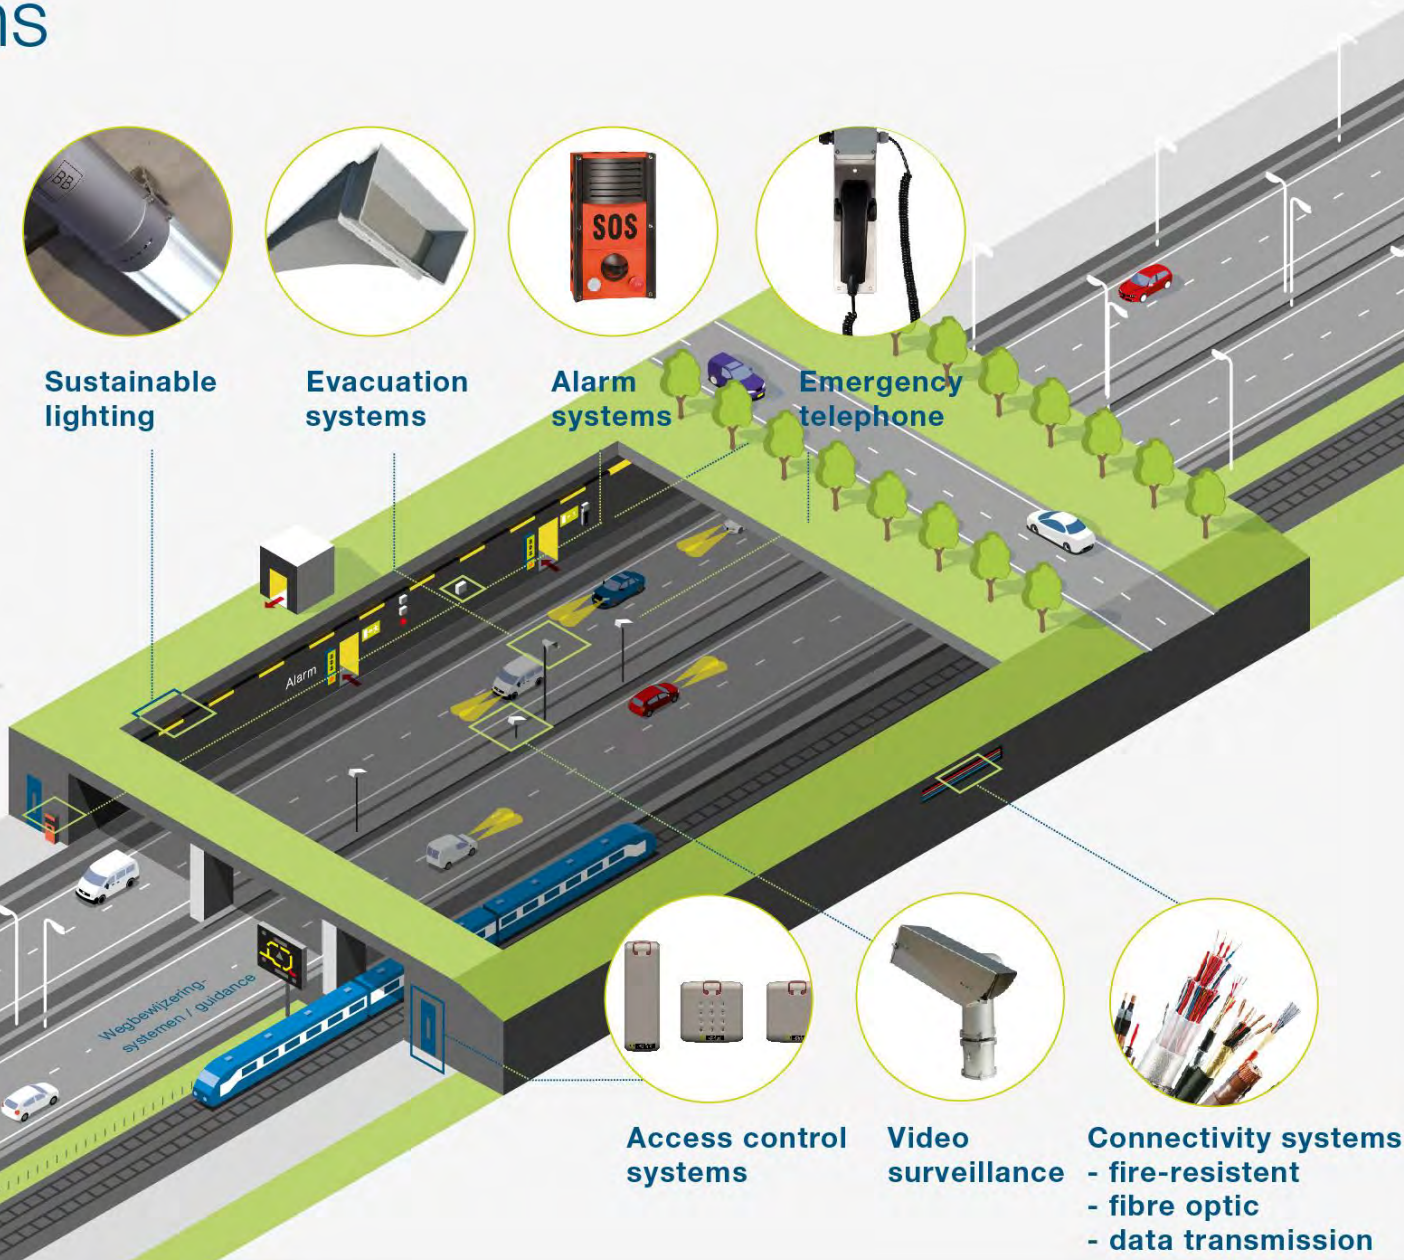 ns
BB
SOS
Sustainable
lighting
Evacuation
systems
Alarm
systems
Emergency
telephone
Alarm
Wegbewijzering-
systemen / guidance
Access control
systems
Video
surveillance
Connectivity systems
- fire-resistent
- fibre optic
- data transmission